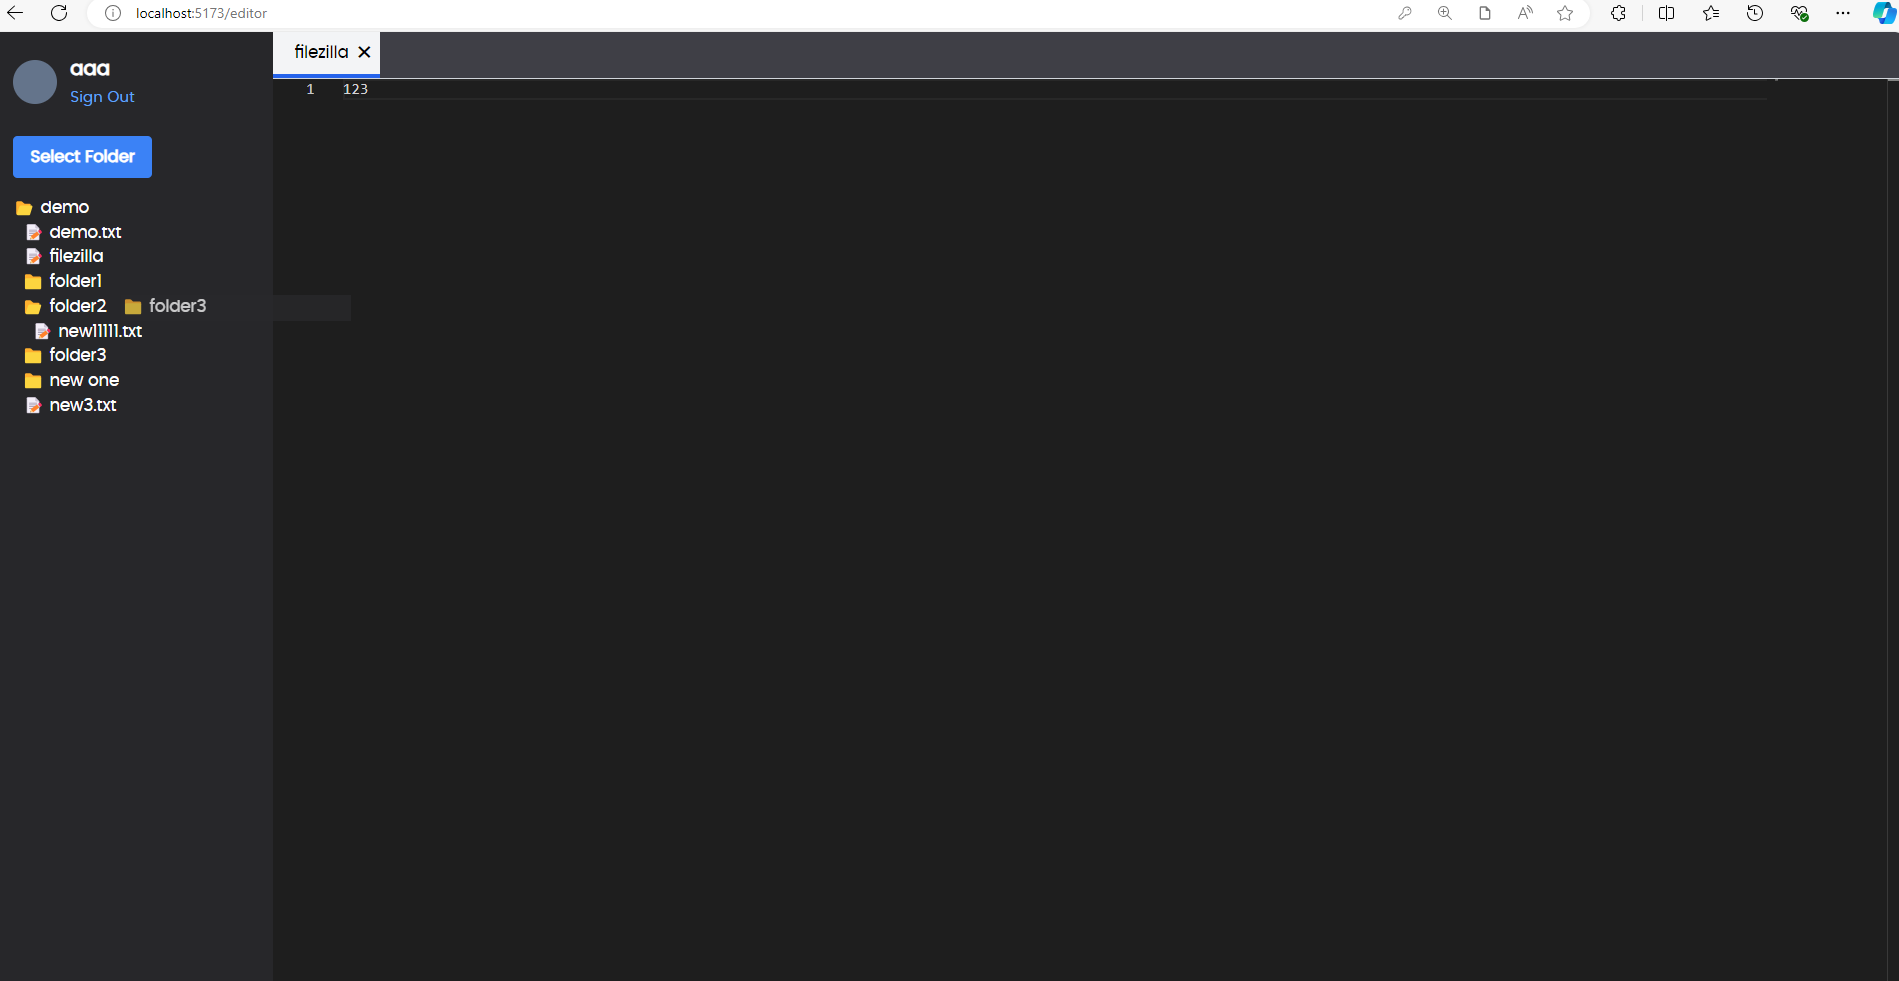 localhost:5173/editor
aaa
Sign Out
Select Folder
demo
demo.txt
filezilla
folder1
folder2 folder3
new11111.txt
folder3
new one
new3.txt
filezilla
1 123